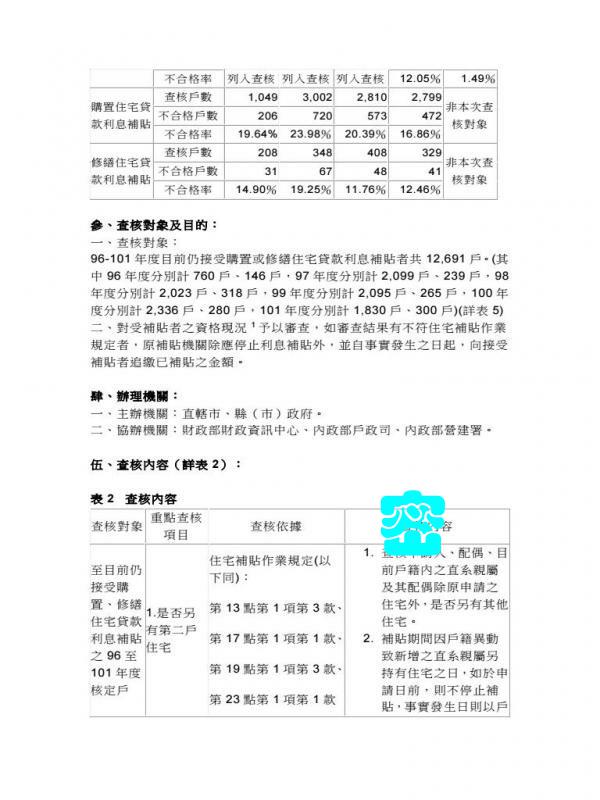 不合格率 列入查核 列入查核 列入查核 12.05% 1.49%
購置住宅貸款利息補貼 查核戶數 1,049 3,002 2,810 2,799 非本次查核對象
不合格戶數 206 720 573 472
不合格率 19.64% 23.98% 20.39% 16.86%
修繕住宅貸款利息補貼 查核戶數 208 348 408 329 非本次查核對象
不合格戶數 31 67 48 41
不合格率 14.90% 19.25% 11.76% 12.46%
參、查核對象及目的：
一、查核對象：
96-101 年度目前仍接受購置或修繕住宅貸款利息補貼者共 12,691 戶。(其
中 96 年度分別計 760 戶、146 戶，97 年度分別計 2,099 戶、239 戶，98
年度分別計 2,023 戶、318 戶，99 年度分別計 2,095 戶、265 戶，100 年
度分別計 2,336 戶、280 戶，101 年度分別計 1,830 戶、300 戶)(詳表 5)
二、對受補貼者之資格現況 1 予以審查，如審查結果有不符住宅補貼作業
規定者，原補貼機關除應停止利息補貼外，並自事實發生之日起，向接受
補貼者追繳已補貼之金額。
肆、辦理機關：
一、主辦機關：直轄市、縣（市）政府。
二、協辦機關：財政部財政資訊中心、內政部戶政司、內政部營建署。
伍、查核內容（詳表 2）：
表 2 查核內容
查核對象 重點查核項目 查核依據 容
至目前仍
接受購
置、修繕
住宅貸款
利息補貼
之 96 至
101 年度
核定戶
1.是否另
有第二戶
住宅
住宅補貼作業規定(以
下同)：
第 13 點第 1 項第 3 款、
第 17 點第 1 項第 1 款、
第 19 點第 1 項第 3 款、
第 23 點第 1 項第 1 款
1. 人、配偶、目
前戶籍內之直系親屬
及其配偶除原申請之
住宅外，是否另有其他
住宅。
2. 補貼期間因戶籍異動
致新增之直系親屬另
持有住宅之日，如於申
請日前，則不停止補
貼，事實發生日則以戶